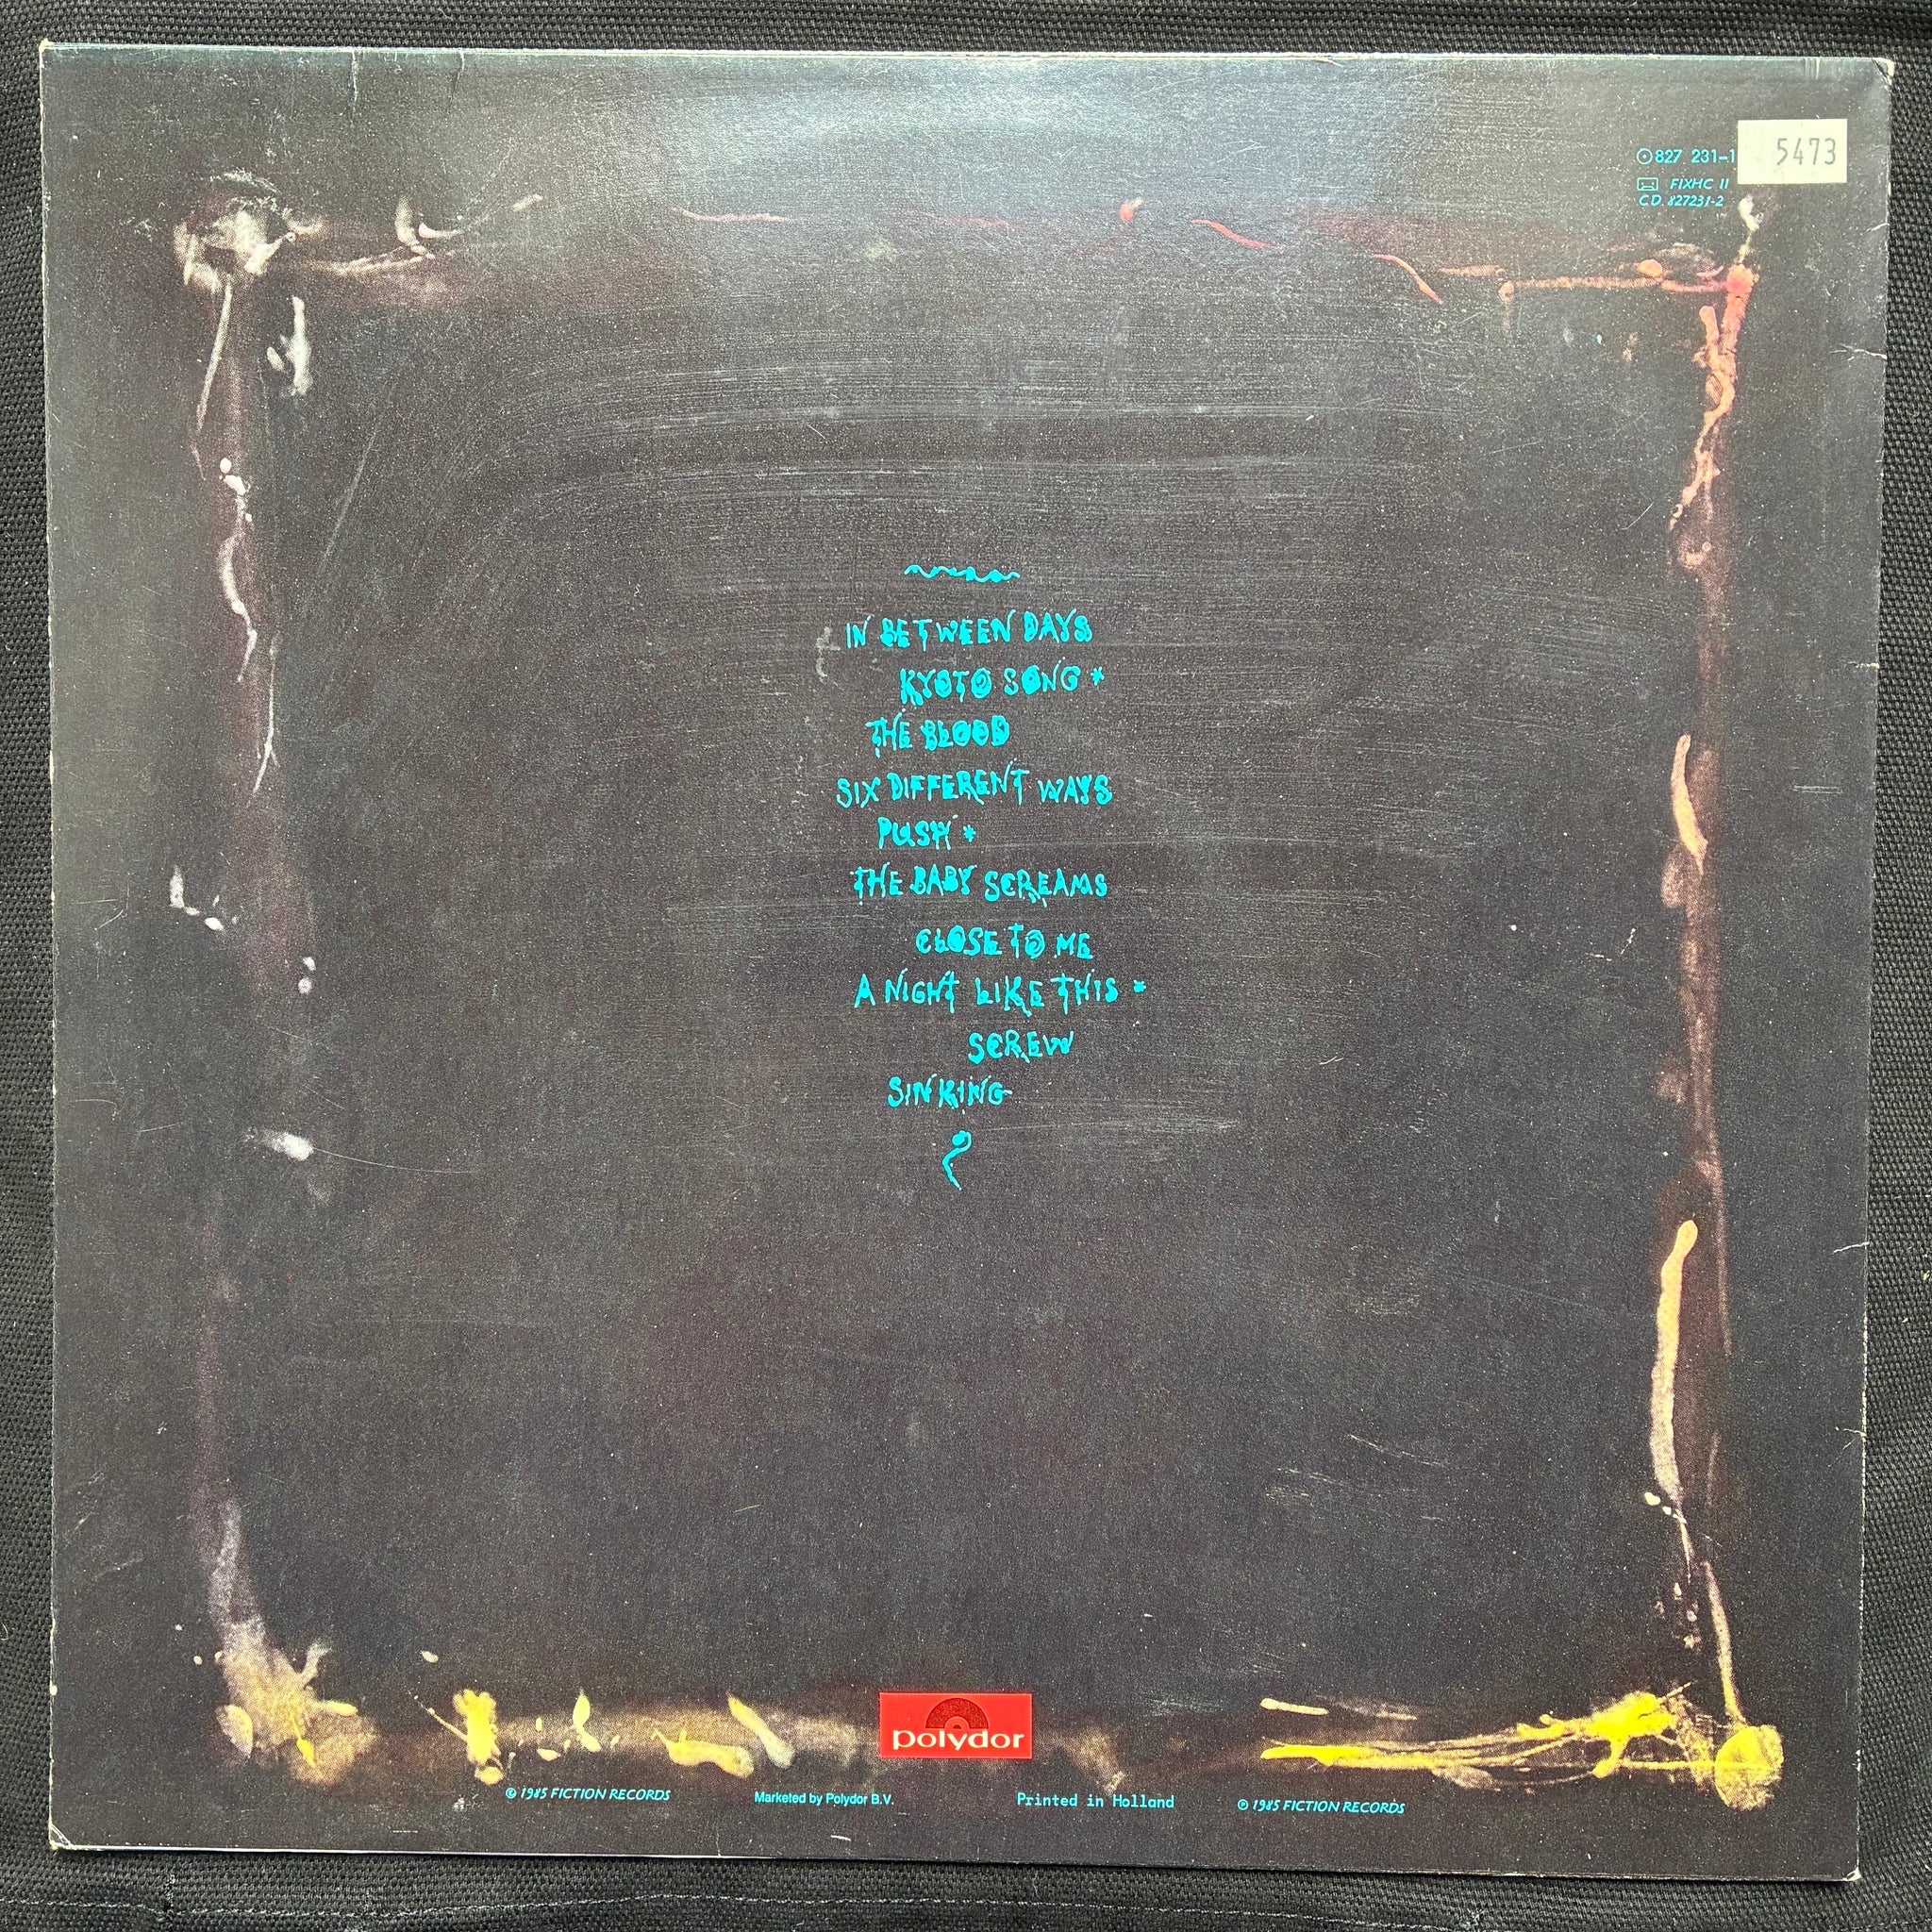 827 231-1
5473
FIXHC 11
CD. 827231-2
IN BETWEEN DAYS
KYOTO SONG *
THE BLOOD
SIX DIFFERENT WAYS
PUSH *
THE BABY SCREAMS
CLOSE TO ME
A NIGHT LIKE THIS *
SCREW
SINKING
polydor
© 1985 FICTION RECORDS
Marketed by Polydor B.V.
Printed in Holland
℗ 1985 FICTION RECORDS